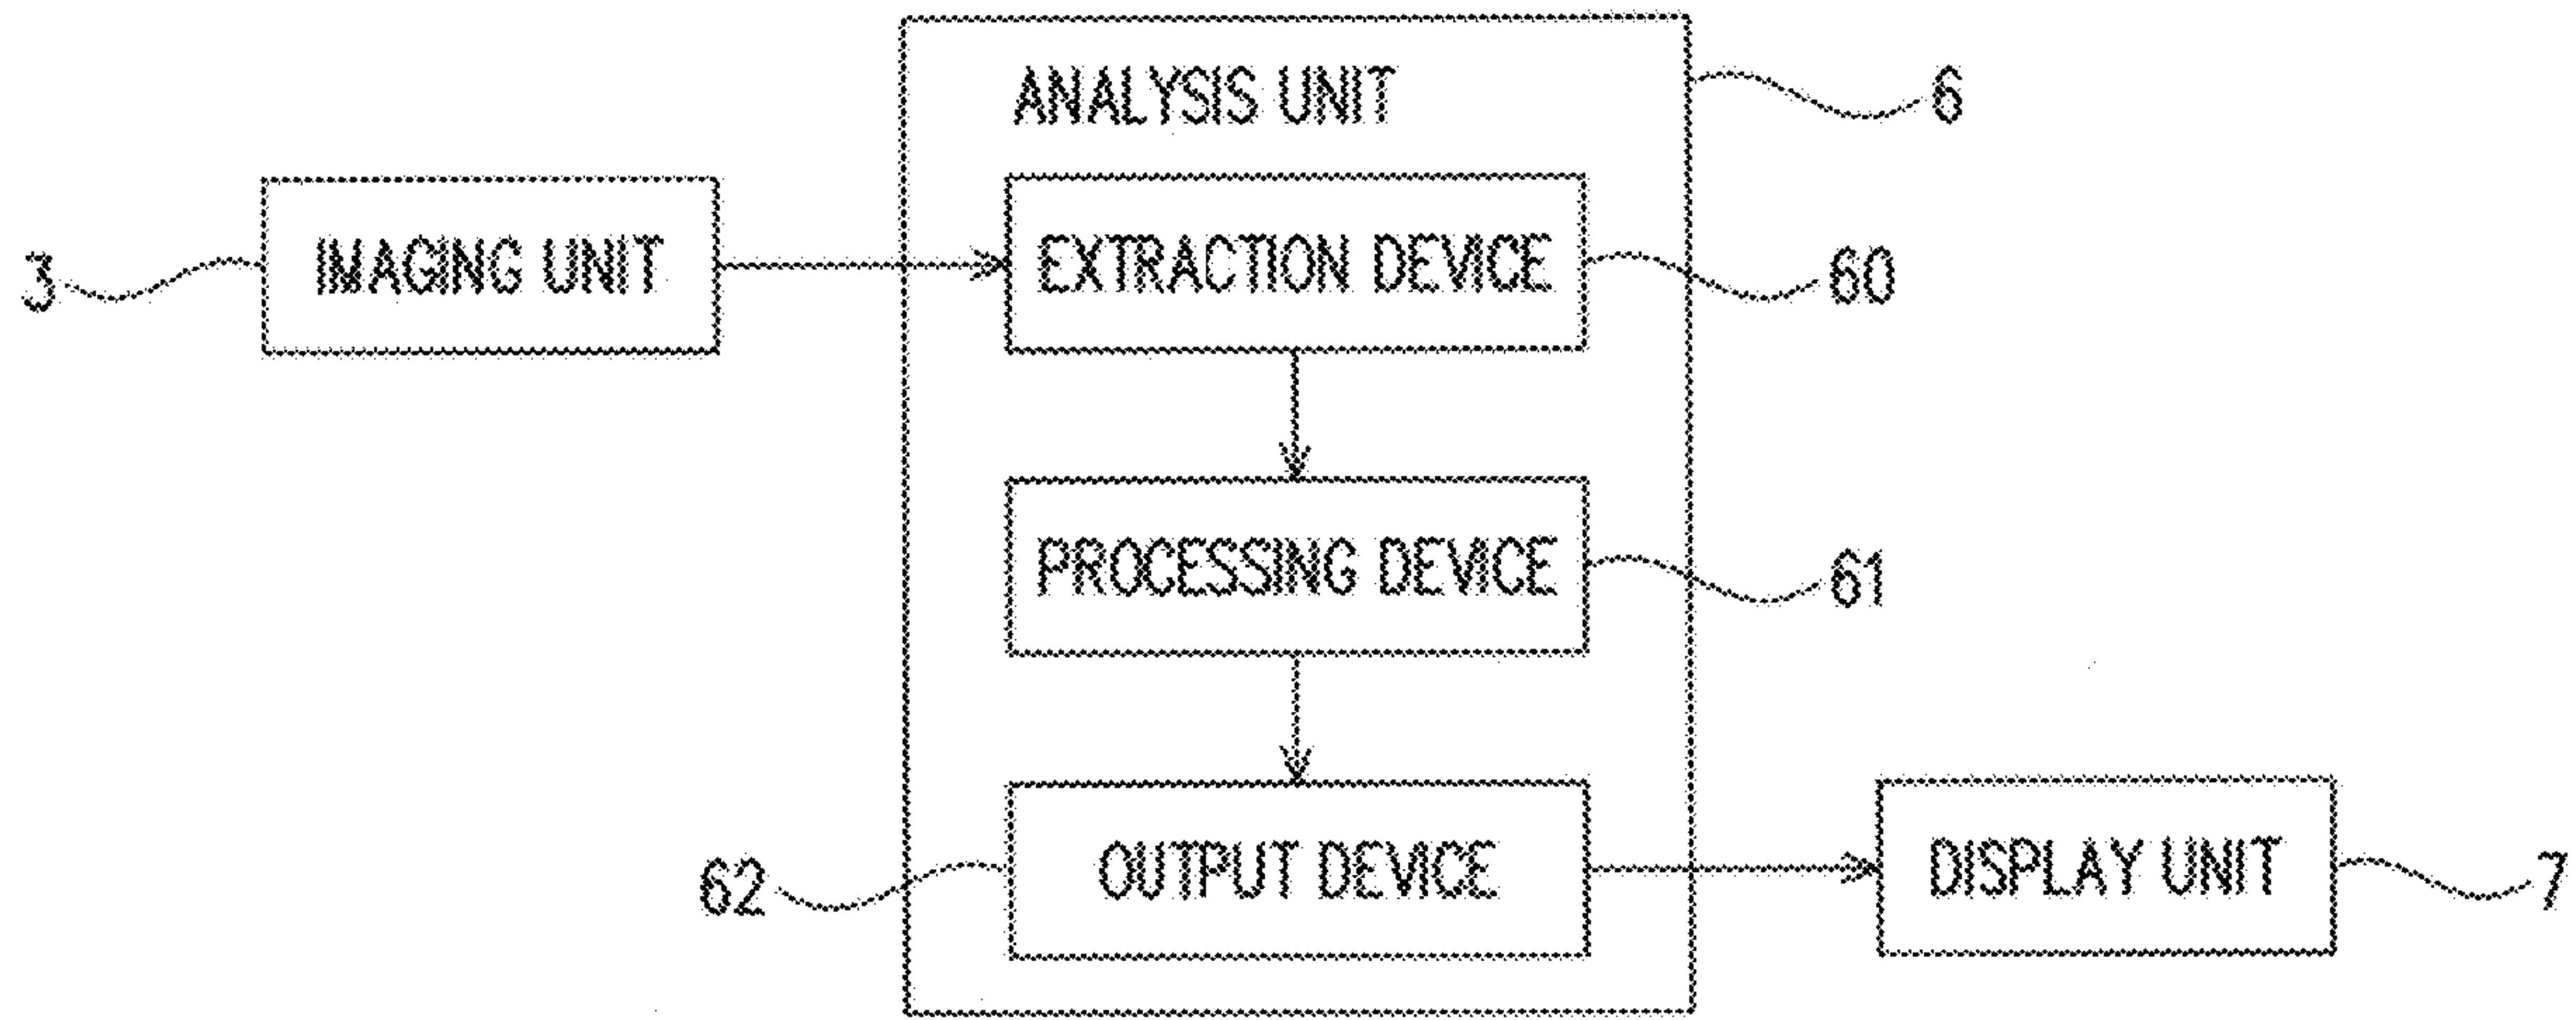 ANALYSIS UNIT
6
IMAGING UNIT
3
EXTRACTION DEVICE
60
PROCESSING DEVICE
61
OUTPUT DEVICE
62
DISPLAY UNIT
7